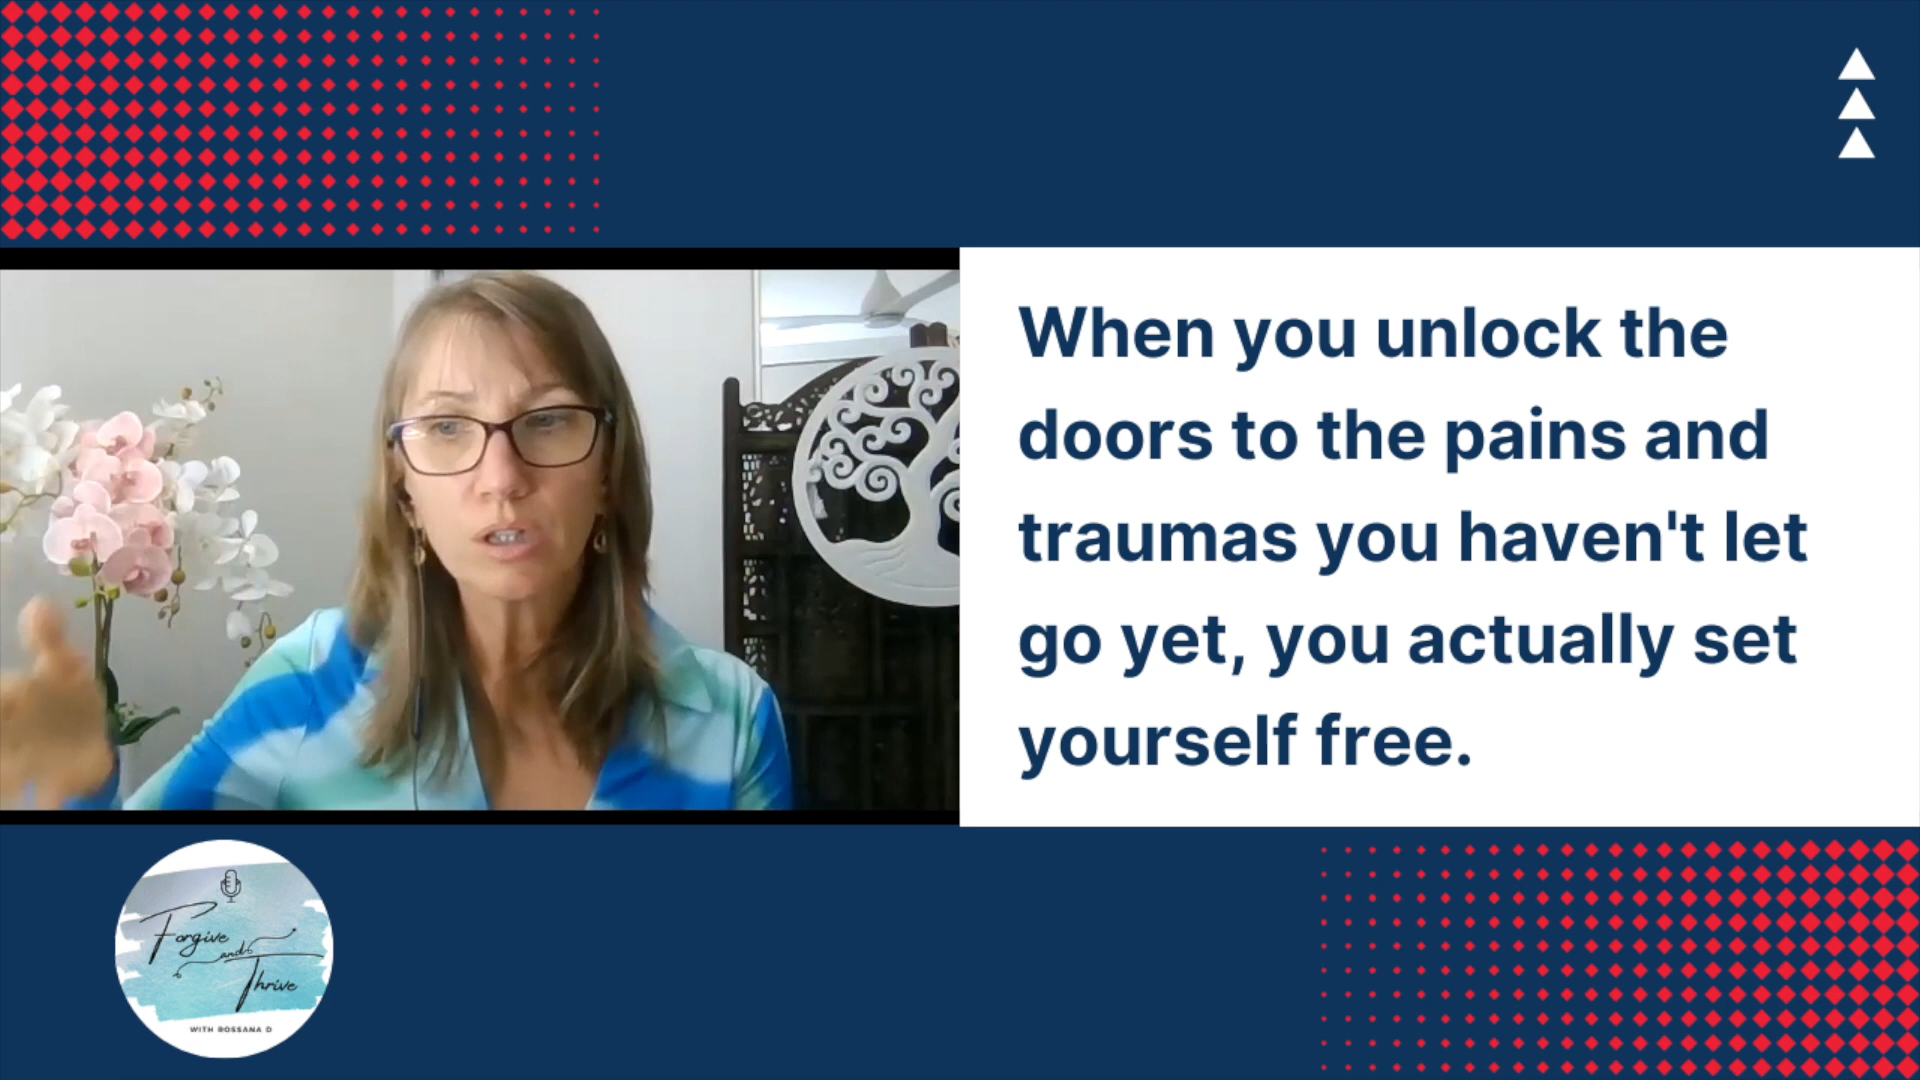 When you unlock the
doors to the pains and
traumas you haven't let
go yet, you actually set
yourself free.
Forgive
and
Thrive
WITH ROSSANA D